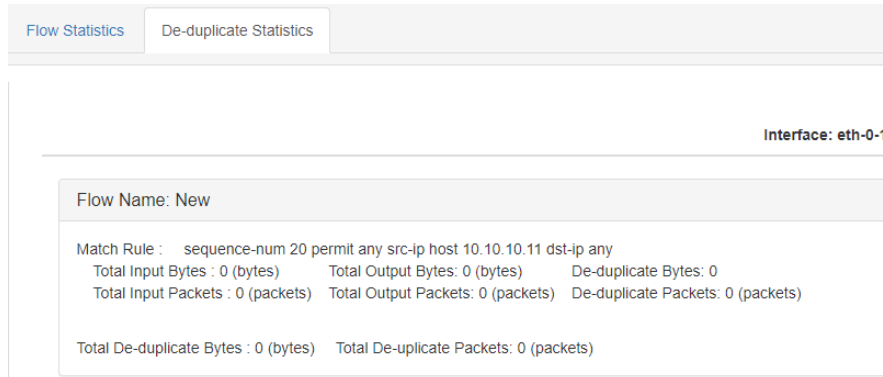 Flow Statistics De-duplicate Statistics
Interface: eth-0-1
Flow Name: New
Match Rule : sequence-num 20 permit any src-ip host 10.10.10.11 dst-ip any
Total Input Bytes : 0 (bytes) Total Output Bytes: 0 (bytes) De-duplicate Bytes: 0
Total Input Packets : 0 (packets) Total Output Packets: 0 (packets) De-duplicate Packets: 0 (packets)
Total De-duplicate Bytes : 0 (bytes) Total De-uplicate Packets: 0 (packets)